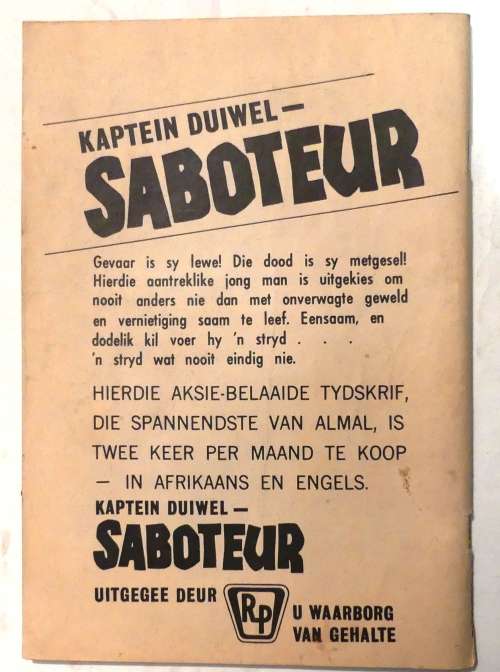 KAPTEIN DUIWEL —
SABOTEUR
Gevaar is sy lewe! Die dood is sy metgesel!
Hierdie aantreklike jong man is uitgekies om
nooit anders nie dan met onverwagte geweld
en vernietiging saam te leef. Eensaam, en
dodelik kil voer hy 'n stryd . . .
'n stryd wat nooit eindig nie.
HIERDIE AKSIE-BELAAIDE TYDSKRIF,
DIE SPANNENDSTE VAN ALMAL, IS
TWEE KEER PER MAAND TE KOOP
— IN AFRIKAANS EN ENGELS.
KAPTEIN DUIWEL —
SABOTEUR
UITGEGEE DEUR RP U WAARBORG
VAN GEHALTE